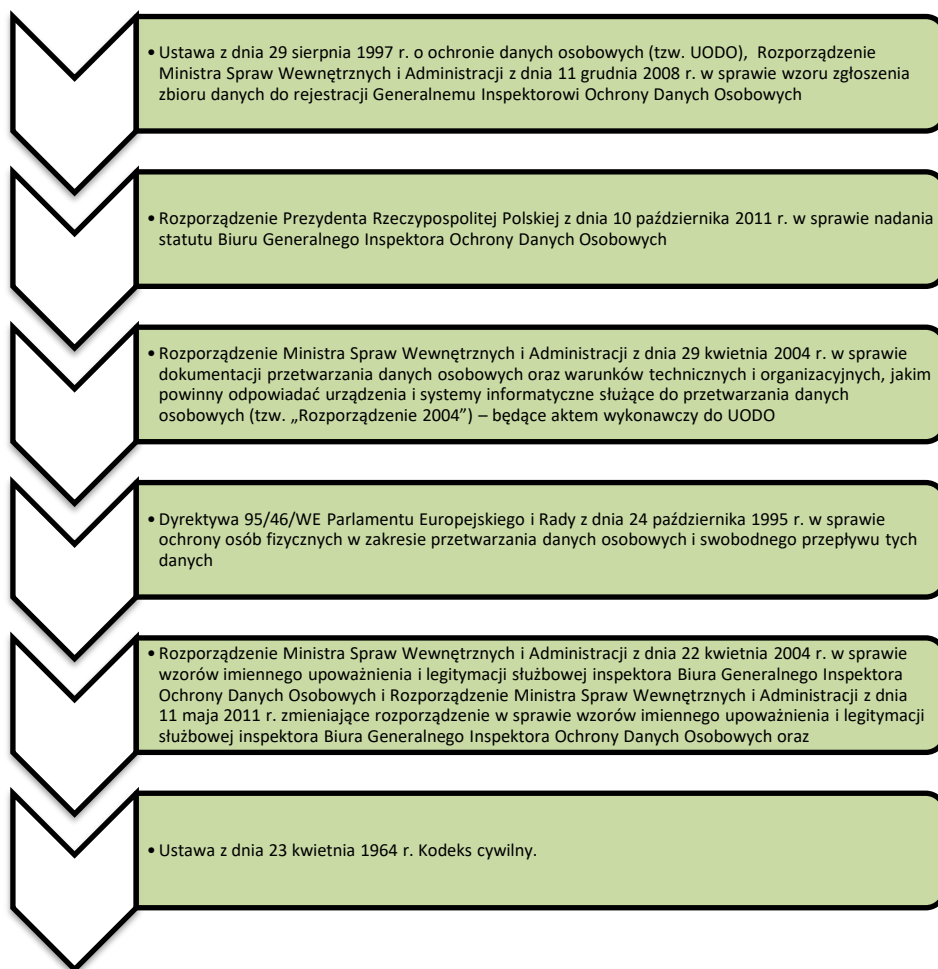 • Ustawa z dnia 29 sierpnia 1997 r. o ochronie danych osobowych (tzw. UODO), Rozporządzenie
Ministra Spraw Wewnętrznych i Administracji z dnia 11 grudnia 2008 r. w sprawie wzoru zgłoszenia
zbioru danych do rejestracji Generalnemu Inspektorowi Ochrony Danych Osobowych
• Rozporządzenie Prezydenta Rzeczypospolitej Polskiej z dnia 10 października 2011 r. w sprawie nadania
statutu Biuru Generalnego Inspektora Ochrony Danych Osobowych
• Rozporządzenie Ministra Spraw Wewnętrznych i Administracji z dnia 29 kwietnia 2004 r. w sprawie
dokumentacji przetwarzania danych osobowych oraz warunków technicznych i organizacyjnych, jakim
powinny odpowiadać urządzenia i systemy informatyczne służące do przetwarzania danych
osobowych (tzw. „Rozporządzenie 2004”) – będące aktem wykonawczy do UODO
• Dyrektywa 95/46/WE Parlamentu Europejskiego i Rady z dnia 24 października 1995 r. w sprawie
ochrony osób fizycznych w zakresie przetwarzania danych osobowych i swobodnego przepływu tych
danych
• Rozporządzenie Ministra Spraw Wewnętrznych i Administracji z dnia 22 kwietnia 2004 r. w sprawie
wzorów imiennego upoważnienia i legitymacji służbowej inspektora Biura Generalnego Inspektora
Ochrony Danych Osobowych i Rozporządzenie Ministra Spraw Wewnętrznych i Administracji z dnia
11 maja 2011 r. zmieniające rozporządzenie w sprawie wzorów imiennego upoważnienia i legitymacji
służbowej inspektora Biura Generalnego Inspektora Ochrony Danych Osobowych oraz
• Ustawa z dnia 23 kwietnia 1964 r. Kodeks cywilny.